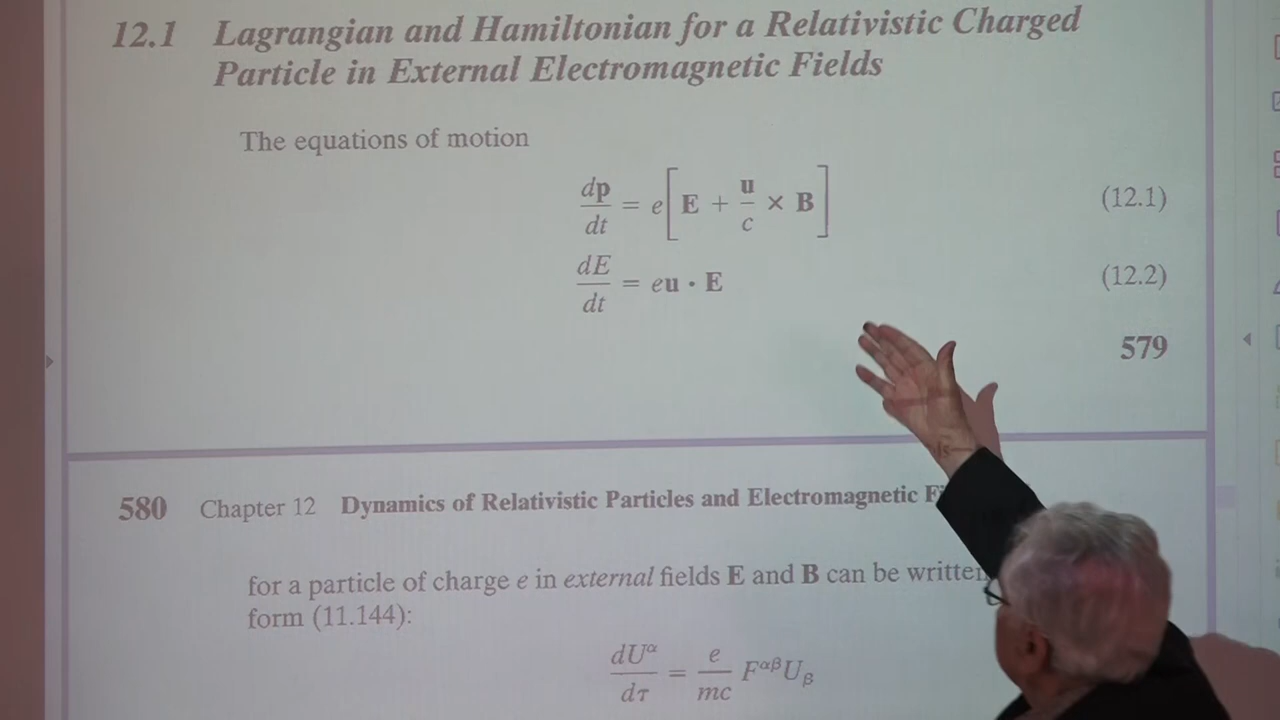 12.1 Lagrangian and Hamiltonian for a Relativistic Charged
Particle in External Electromagnetic Fields
The equations of motion
d𝐩/dt = e[𝐄 + 𝐮/c × 𝐁] (12.1)
dE/dt = e𝐮 · 𝐄 (12.2)
579
580 Chapter 12 Dynamics of Relativistic Particles and Electromagnetic
for a particle of charge e in external fields 𝐄 and 𝐁 can be written
form (11.144):
dU^α/dτ = e/mc F^{αβ}U_β